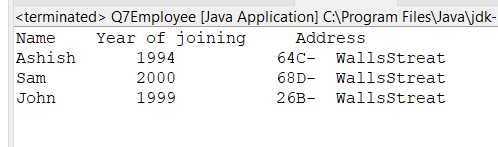 <terminated> Q7Employee [Java Application] C:\Program Files\Java\jdk-
Name Year of joining Address
Ashish 1994 64C- WallsStreat
Sam 2000 68D- WallsStreat
John 1999 26B- WallsStreat